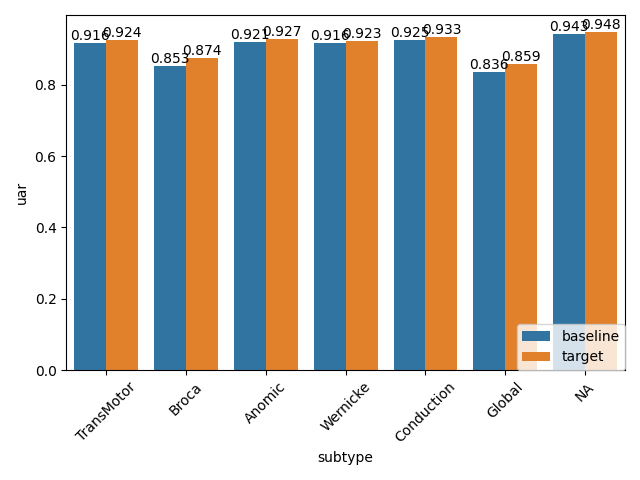 0.916 0.924 0.853 0.874 0.921 0.927 0.916 0.923 0.925 0.933 0.836 0.859 0.943 0.948
0.8
0.6
uar
0.4
0.2
0.0
baseline
target
TransMotor Broca Anomic Wernicke Conduction Global NA
subtype